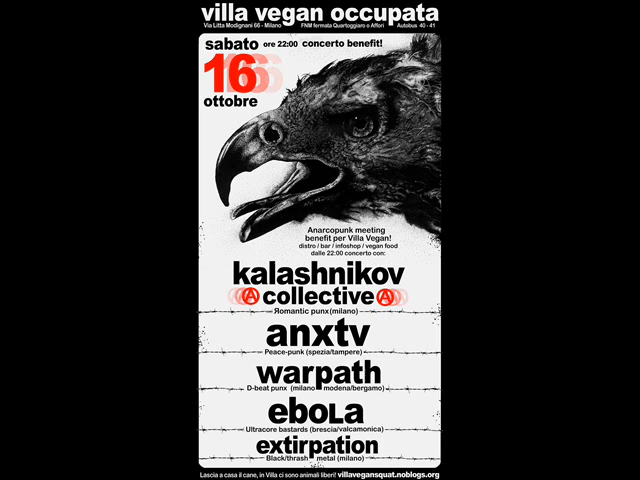 villa vegan occupata
Via Litta Modignani 66 - Milano FNM fermata Quartoggiaro o Affori Autobus 40 - 41
sabato ore 22:00 concerto benefit!
16
ottobre
Anarcopunk meeting
benefit per Villa Vegan!
distro / bar / infoshop / vegan food
dalle 22:00 concerto con:
kalashnikov
collective
Яomantic punx (milano)
anxtv
Peace-punk (spezia/tampere)
warpath
D-beat punx (milano modena/bergamo)
eboLa
Ultracore bastards (brescia/valcamonica)
extirpation
Black/thrash metal (milano)
Lascia a casa il cane, in Villa ci sono animali liberi! villavegansquat.noblogs.org